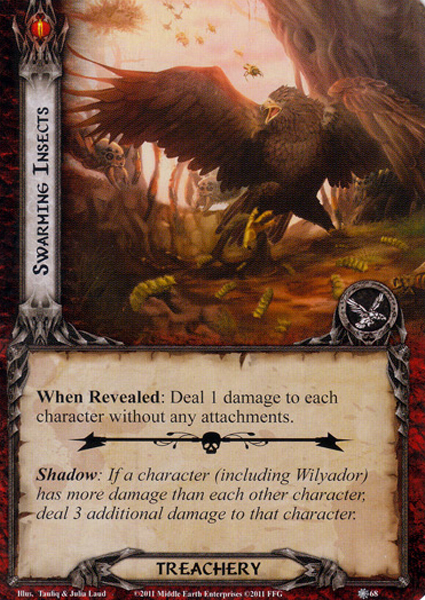 SWARMING INSECTS
When Revealed: Deal 1 damage to each
character without any attachments.
Shadow: If a character (including Wilyador)
has more damage than each other character,
deal 3 additional damage to that character.
TREACHERY
Illus. Taufiq & Julia Laud ©2011 Middle Earth Enterprises ©2011 FFG 68